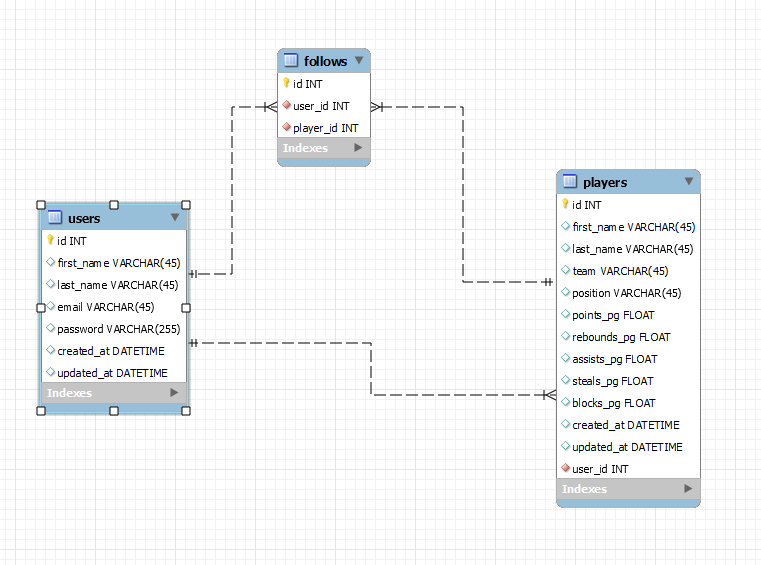 follows
id INT
user_id INT
player_id INT
Indexes
users
id INT
first_name VARCHAR(45)
last_name VARCHAR(45)
email VARCHAR(45)
password VARCHAR(255)
created_at DATETIME
updated_at DATETIME
Indexes
players
id INT
first_name VARCHAR(45)
last_name VARCHAR(45)
team VARCHAR(45)
position VARCHAR(45)
points_pg FLOAT
rebounds_pg FLOAT
assists_pg FLOAT
steals_pg FLOAT
blocks_pg FLOAT
created_at DATETIME
updated_at DATETIME
user_id INT
Indexes